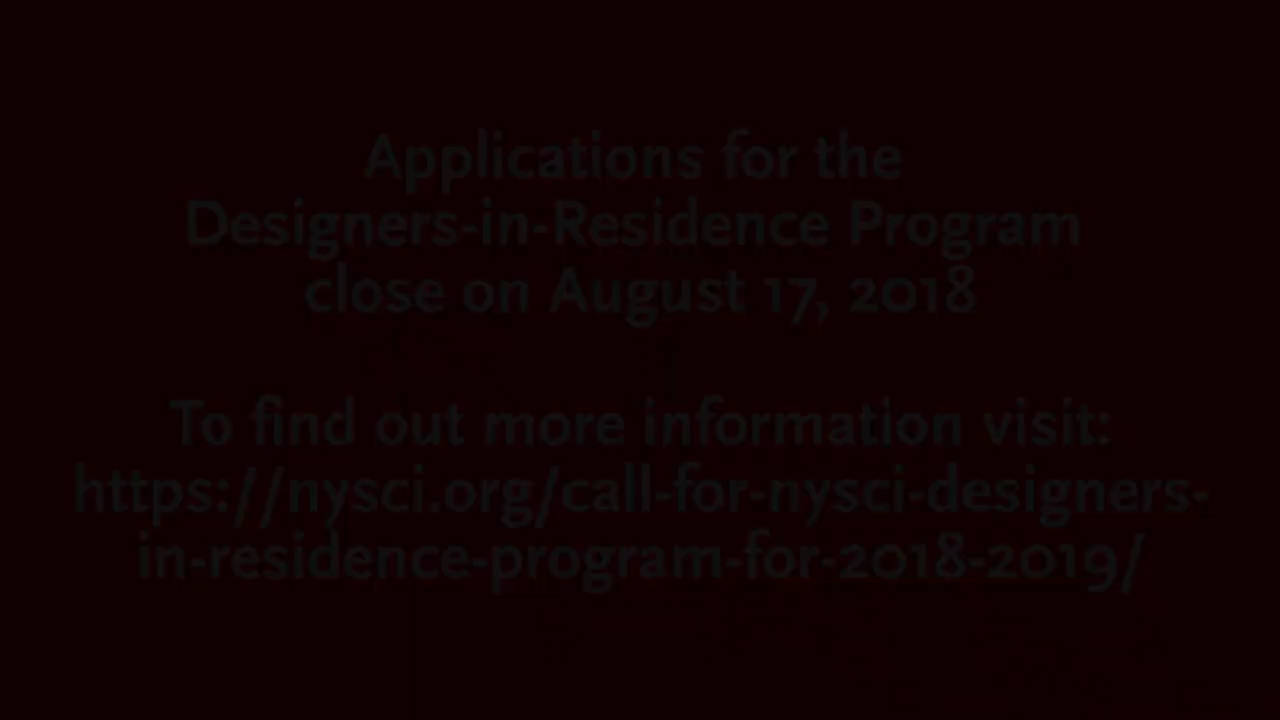 Applications for the
Designers-in-Residence Program
close on August 17, 2018
To find out more information visit:
https://nysci.org/call-for-nysci-designers-
in-residence-program-for-2018-2019/